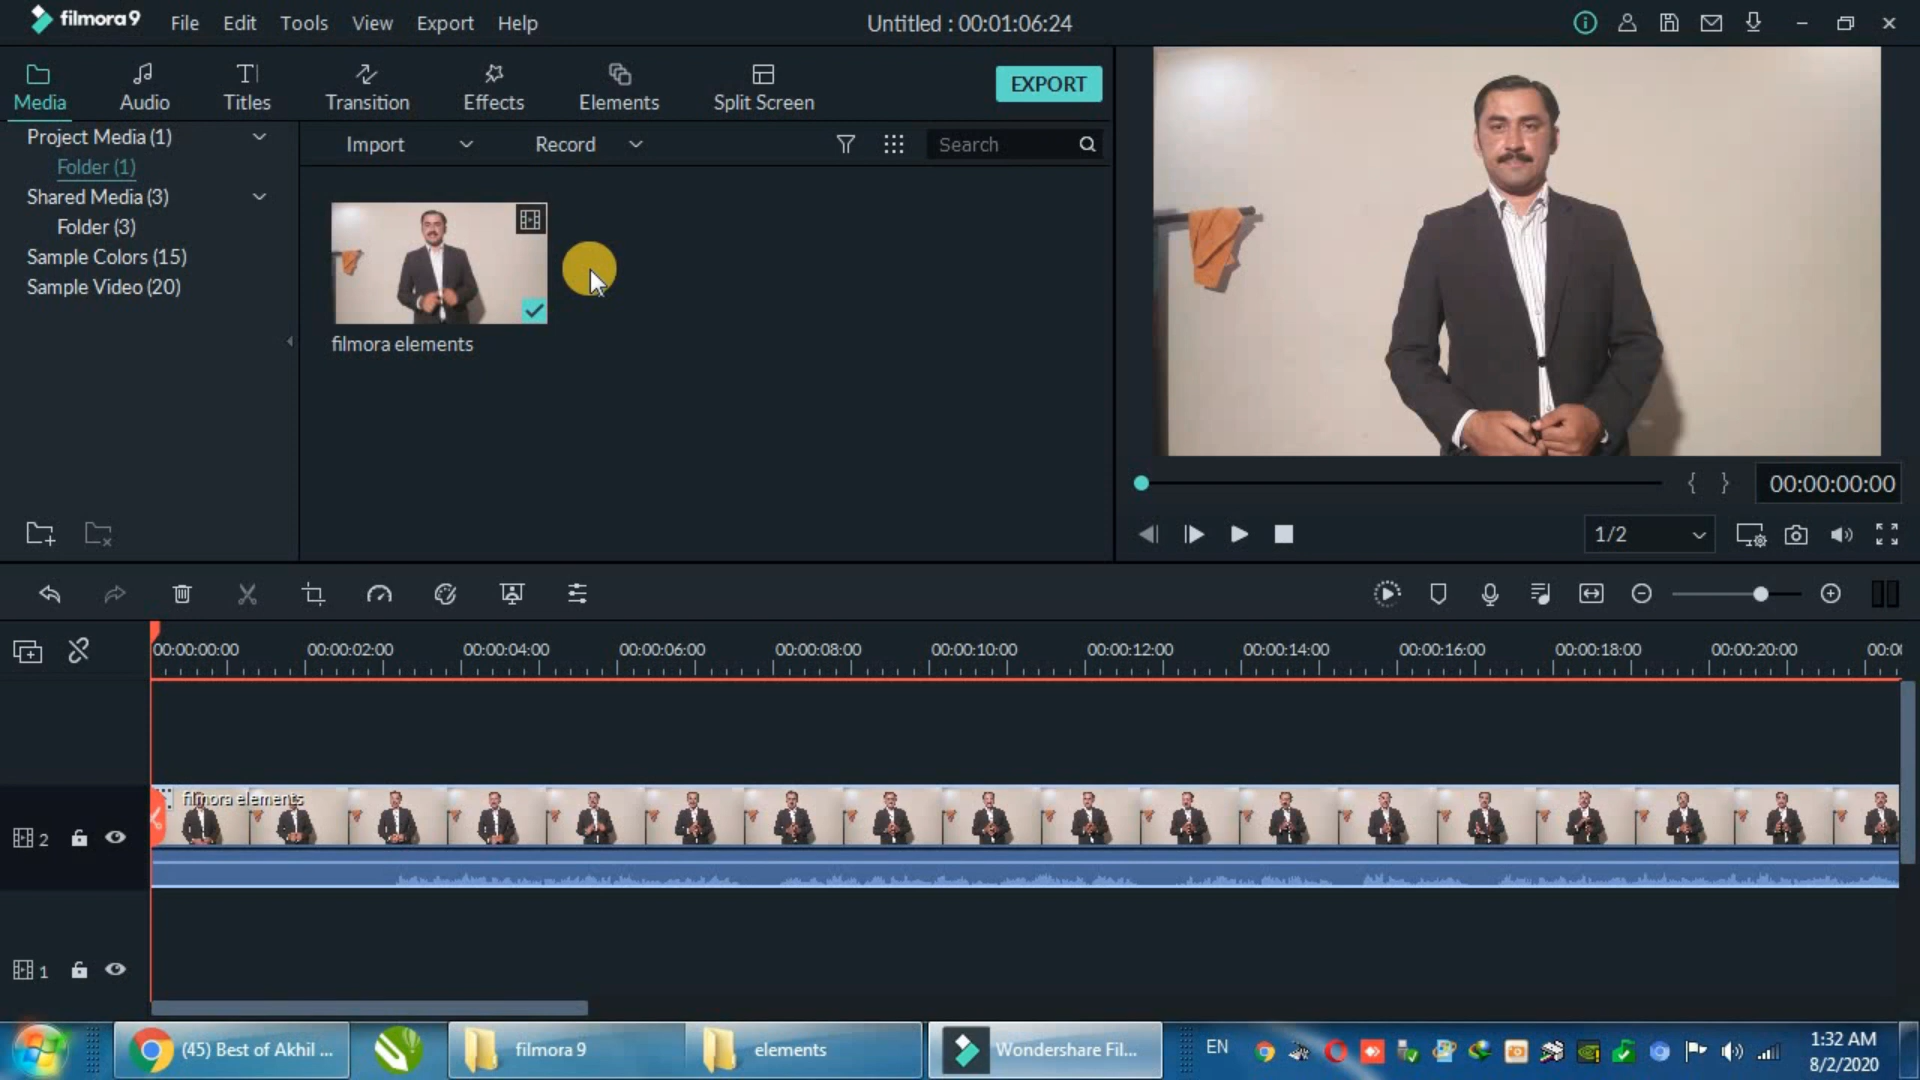 filmora 9 File Edit Tools View Export Help Untitled : 00:01:06:24
Media Audio Titles Transition Effects Elements Split Screen EXPORT
Project Media (1)
Folder (1)
Shared Media (3)
Folder (3)
Sample Colors (15)
Sample Video (20)
Import Record Search
filmora elements
00:00:00:00
1/2
00:00:00:00 00:00:02:00 00:00:04:00 00:00:06:00 00:00:08:00 00:00:10:00 00:00:12:00 00:00:14:00 00:00:16:00 00:00:18:00 00:00:20:00 00:0
filmora elements
2
1
(45) Best of Akhil ... filmora 9 elements Wondershare Fil... EN 1:32 AM
8/2/2020